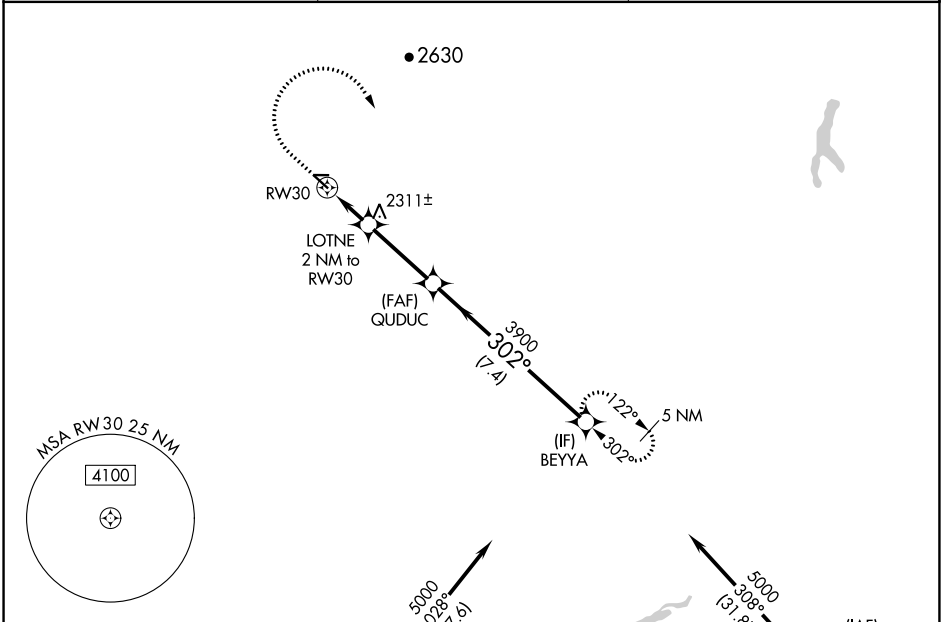 2630
RW30
2311±
LOTNE
2 NM to
RW30
(FAF)
QUDUC
3900
302°
(7.4)
122°
5 NM
302°
(IF)
BEYYA
MSA RW30 25 NM
4100
5000
028°
5000
308°